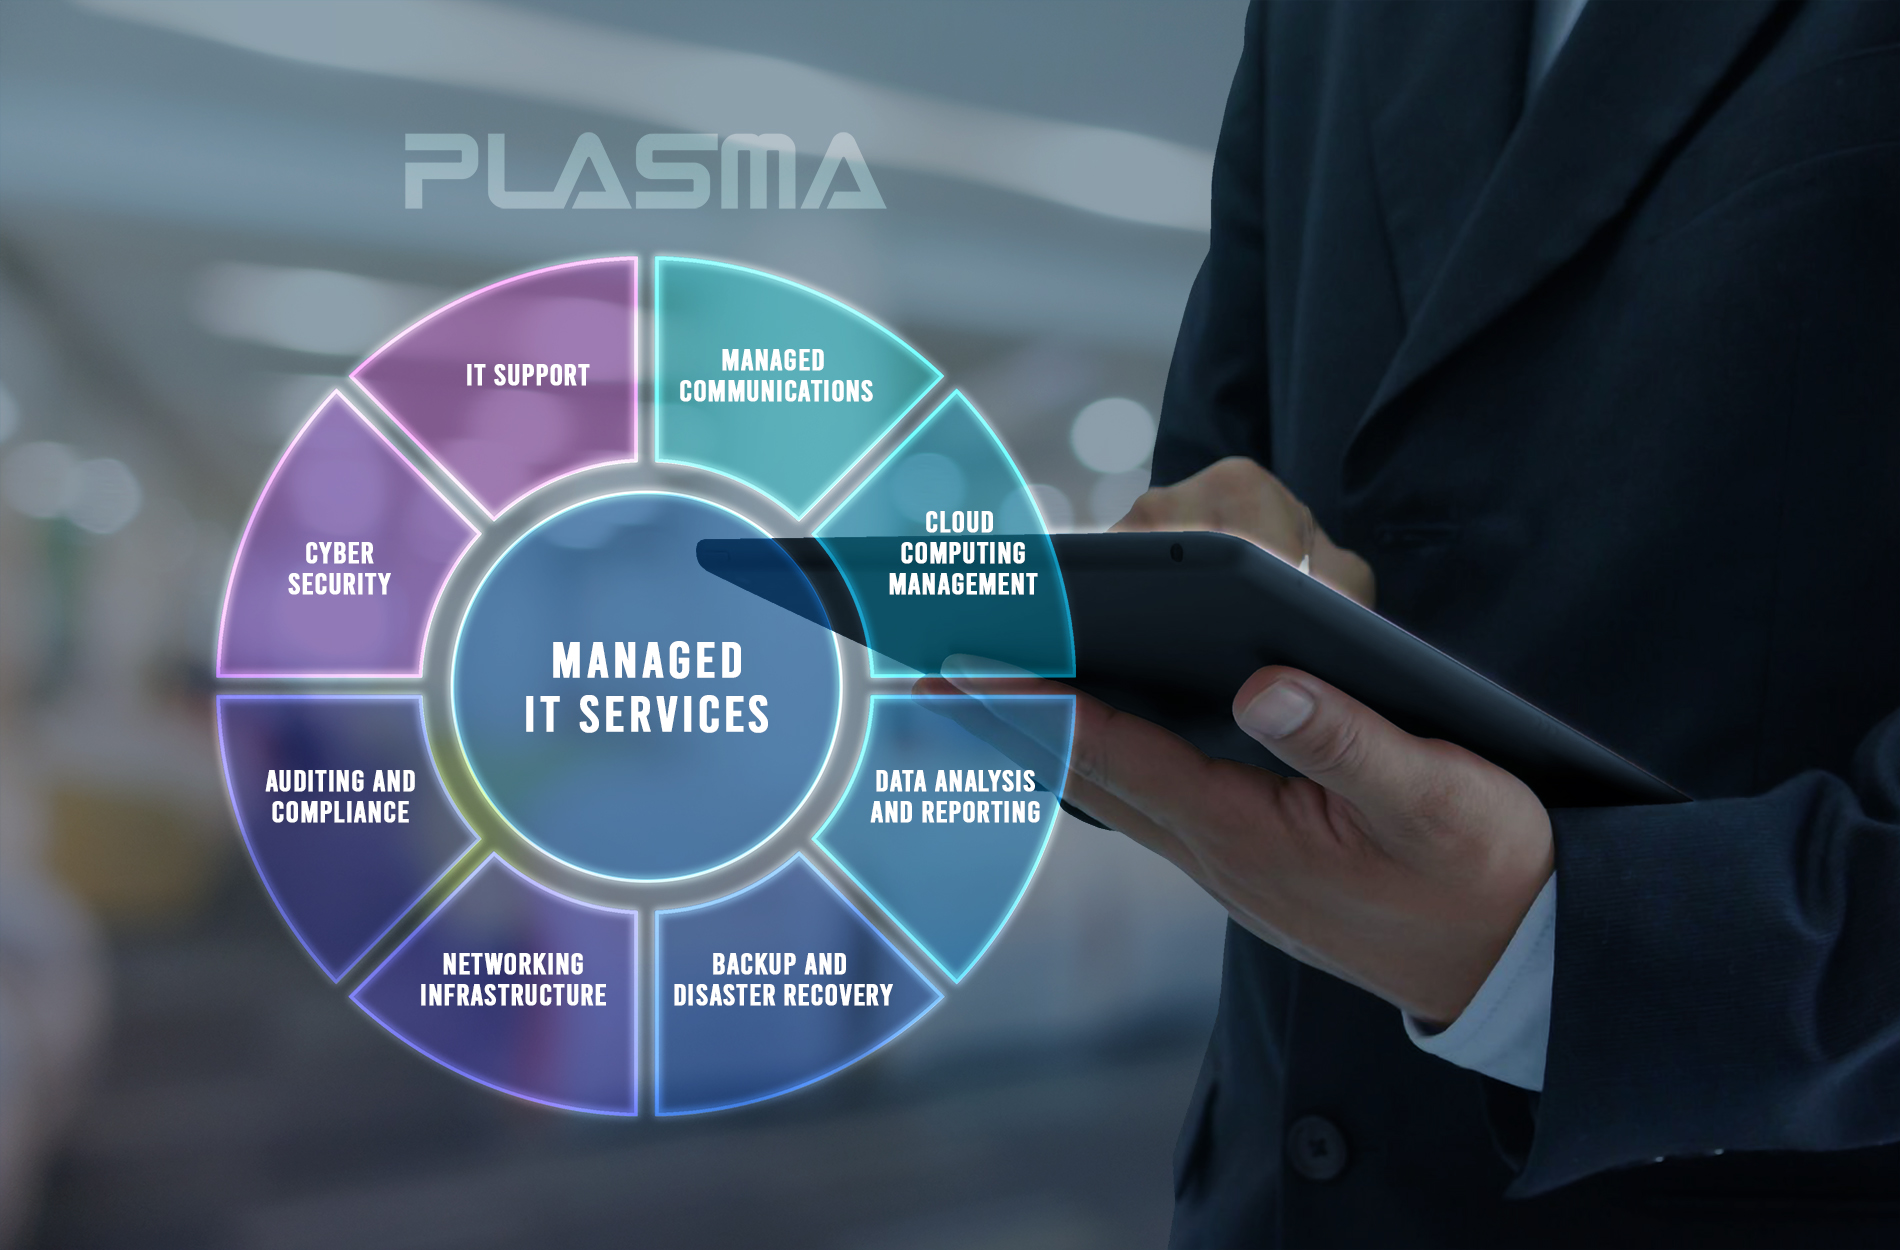 PLASMA
IT SUPPORT
MANAGED
COMMUNICATIONS
CLOUD
COMPUTING
MANAGEMENT
CYBER
SECURITY
MANAGED
IT SERVICES
AUDITING AND
COMPLIANCE
DATA ANALYSIS
AND REPORTING
NETWORKING
INFRASTRUCTURE
BACKUP AND
DISASTER RECOVERY